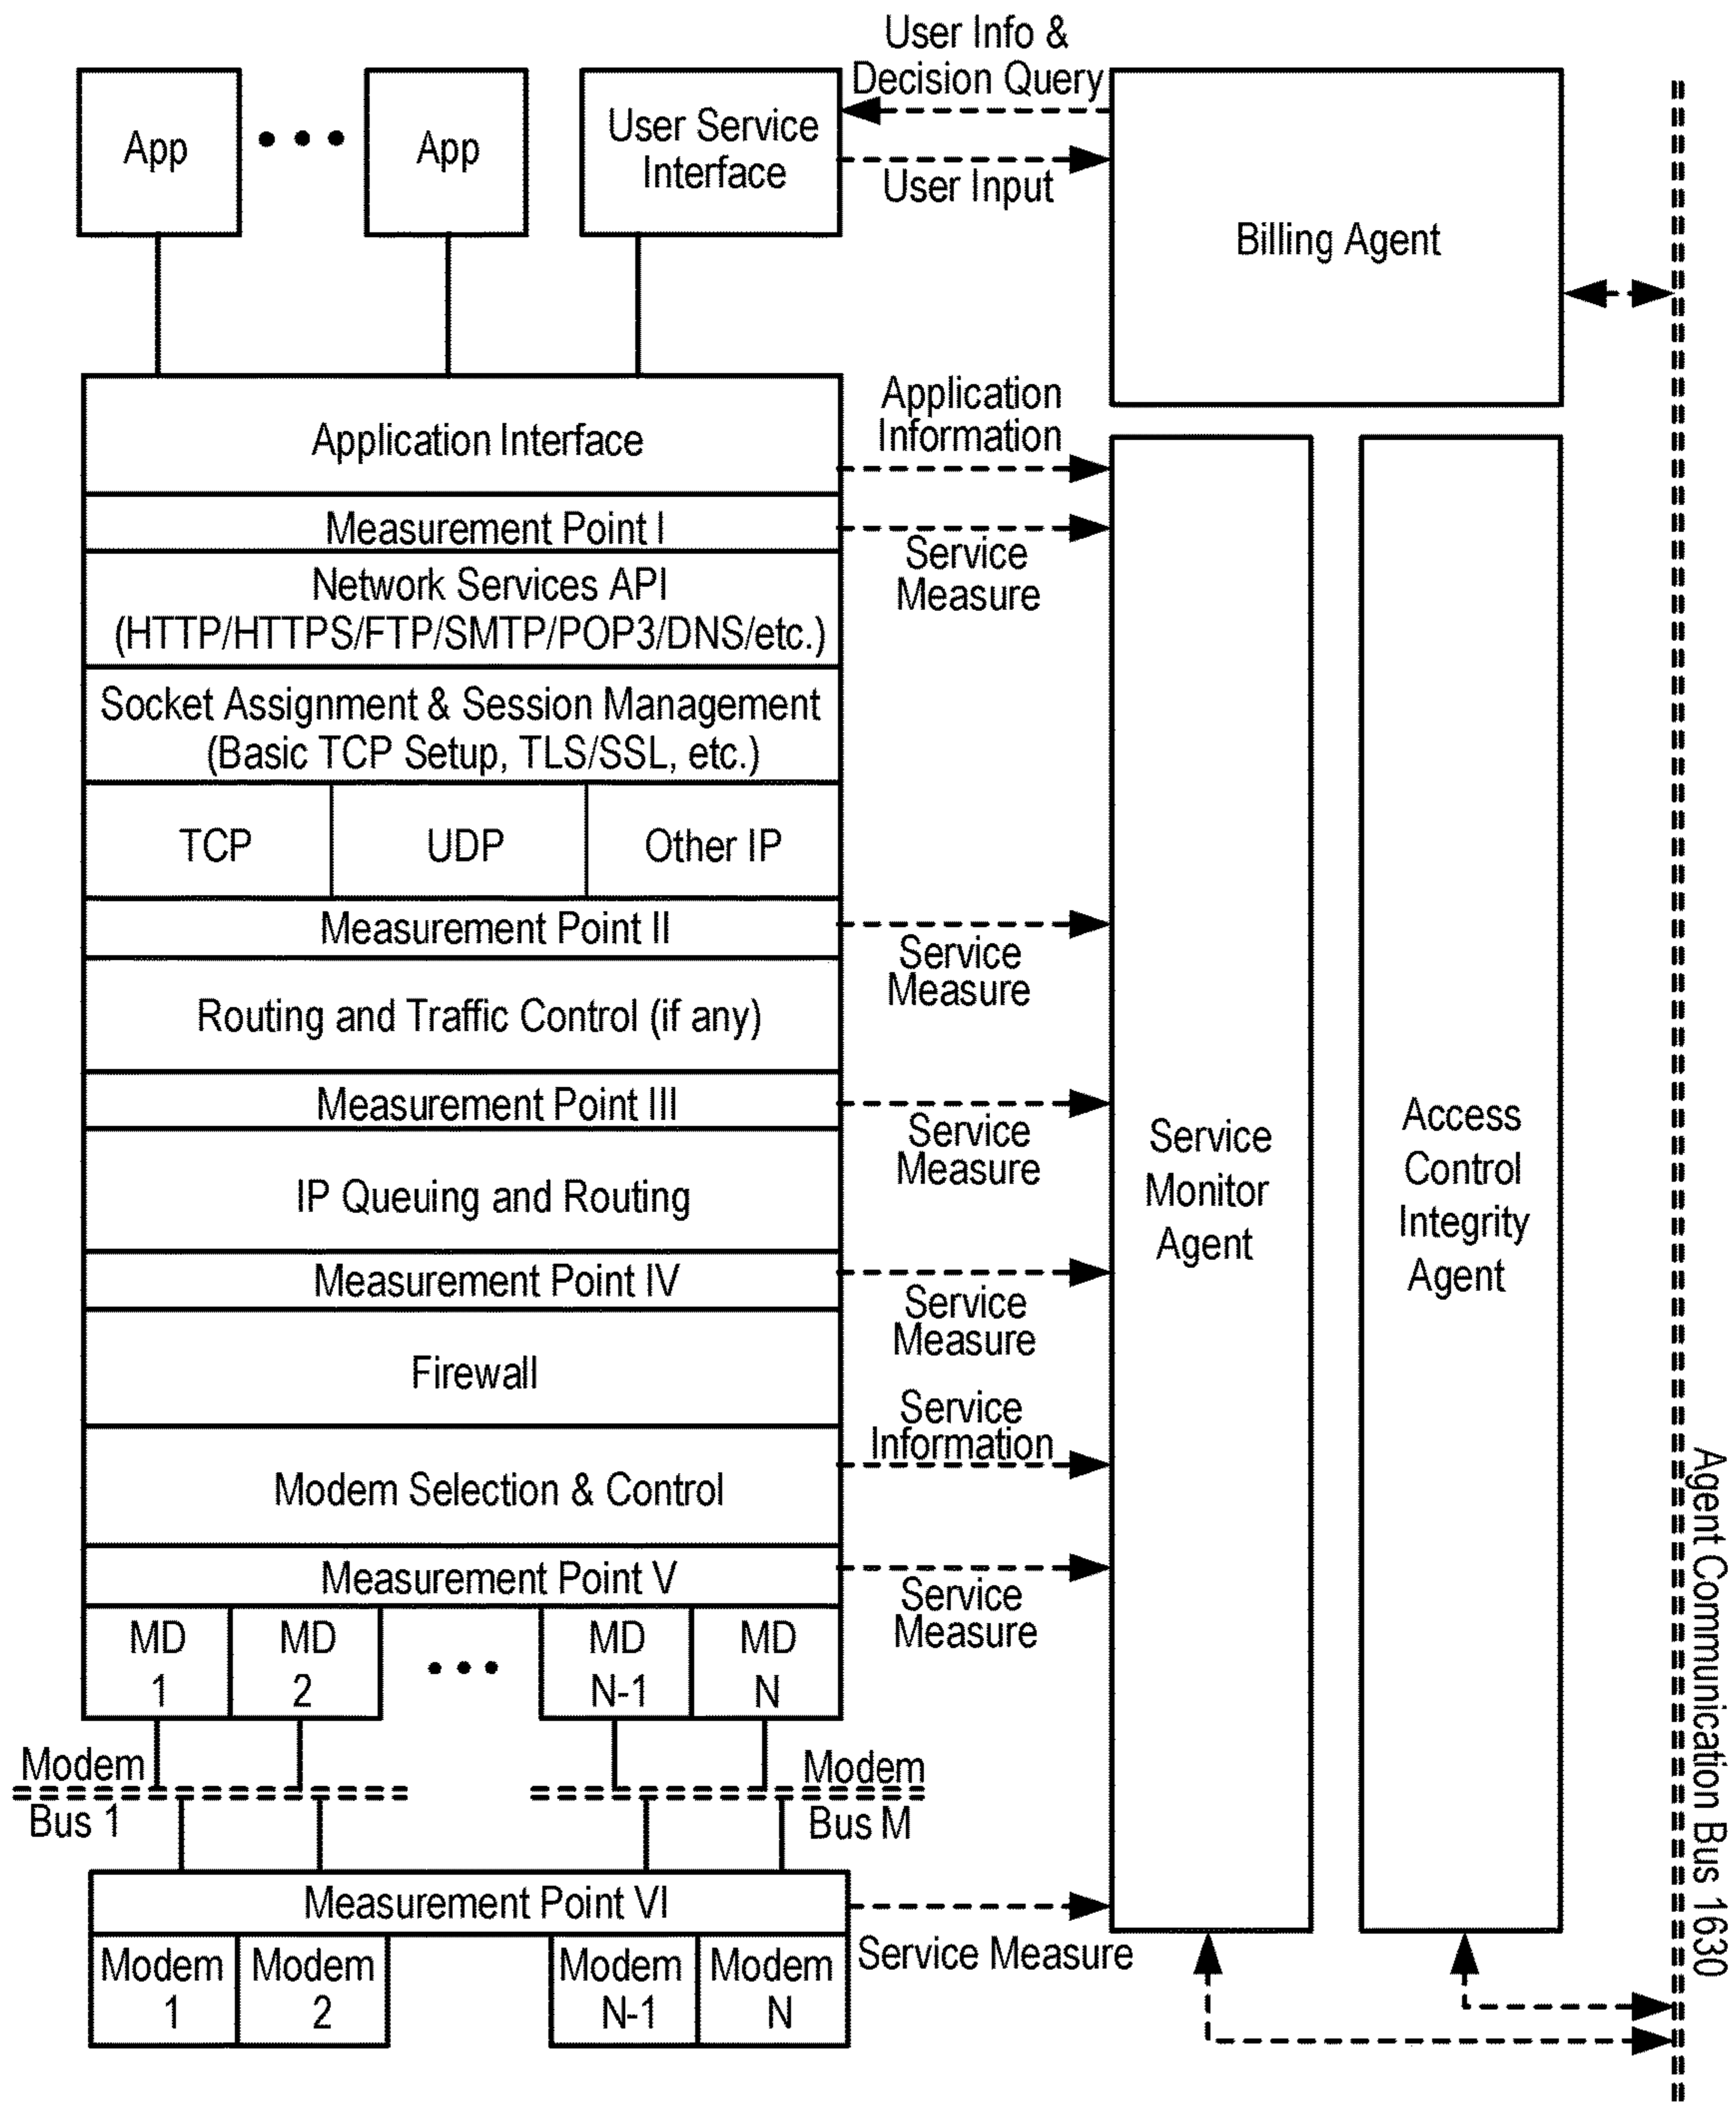 User Info &
Decision Query
App
App
User Service
Interface
User Input
Billing Agent
Application Interface
Application
Information
Measurement Point I
Service
Measure
Network Services API
(HTTP/HTTPS/FTP/SMTP/POP3/DNS/etc.)
Socket Assignment & Session Management
(Basic TCP Setup, TLS/SSL, etc.)
TCP
UDP
Other IP
Measurement Point II
Service
Measure
Routing and Traffic Control (if any)
Measurement Point III
Service
Measure
IP Queuing and Routing
Measurement Point IV
Service
Measure
Firewall
Service
Information
Modem Selection & Control
Measurement Point V
Service
Measure
MD
1
MD
2
MD
N-1
MD
N
Modem
Bus 1
Modem
Bus M
Measurement Point VI
Service Measure
Modem
1
Modem
2
Modem
N-1
Modem
N
Service
Monitor
Agent
Access
Control
Integrity
Agent
Agent Communication Bus 1630